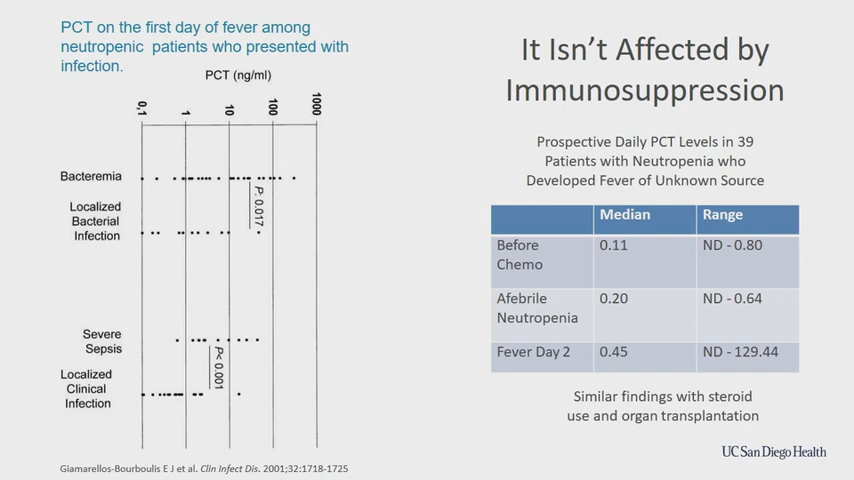 PCT on the first day of fever among
neutropenic patients who presented with
infection.
PCT (ng/ml)
0,1
1
10
100
1000
Bacteremia
P: 0.017
Localized
Bacterial
Infection
Severe
Sepsis
P< 0.001
Localized
Clinical
Infection
Giamarellos-Bourboulis E J et al. Clin Infect Dis. 2001;32:1718-1725
It Isn’t Affected by
Immunosuppression
Prospective Daily PCT Levels in 39
Patients with Neutropenia who
Developed Fever of Unknown Source
Median Range
Before
Chemo 0.11 ND - 0.80
Afebrile
Neutropenia 0.20 ND - 0.64
Fever Day 2 0.45 ND - 129.44
Similar findings with steroid
use and organ transplantation
UC San Diego Health